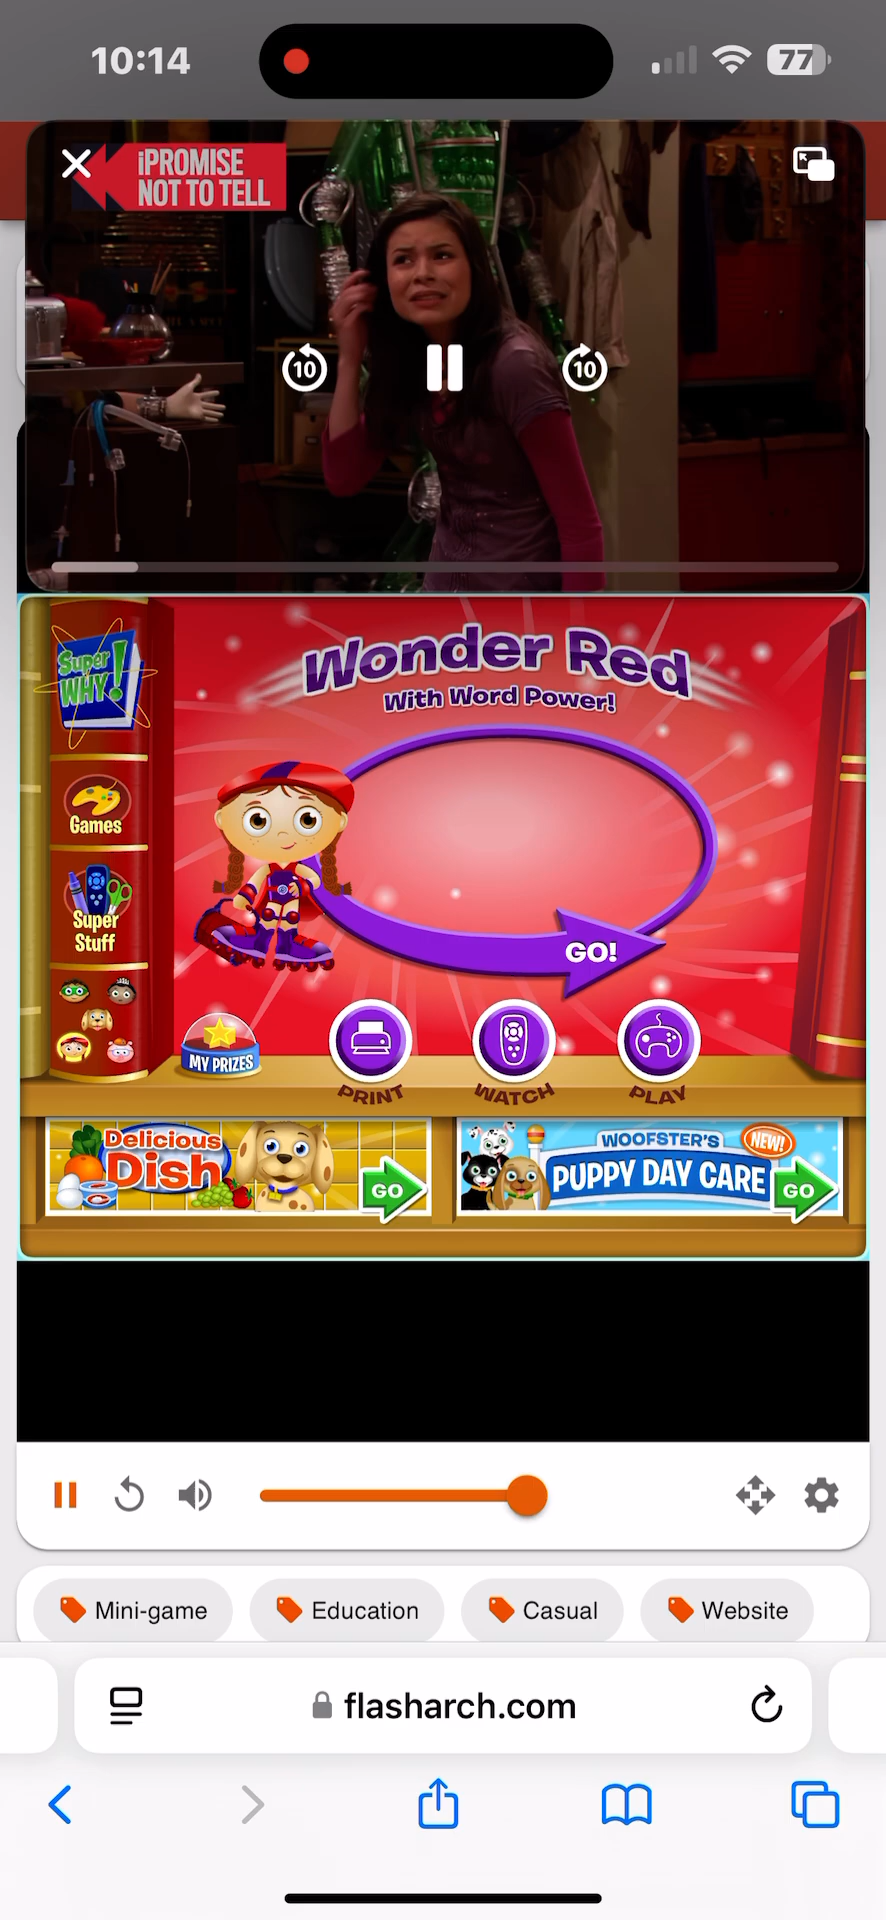 10:14
77
iPROMISE
NOT TO TELL
10
10
Super
WHY!
Wonder Red
With Word Power!
Games
Super
Stuff
GO!
MY PRIZES
PRINT
WATCH
PLAY
Delicious
Dish
GO
WOOFSTER'S
NEW!
PUPPY DAY CARE
GO
Mini-game
Education
Casual
Website
flasharch.com